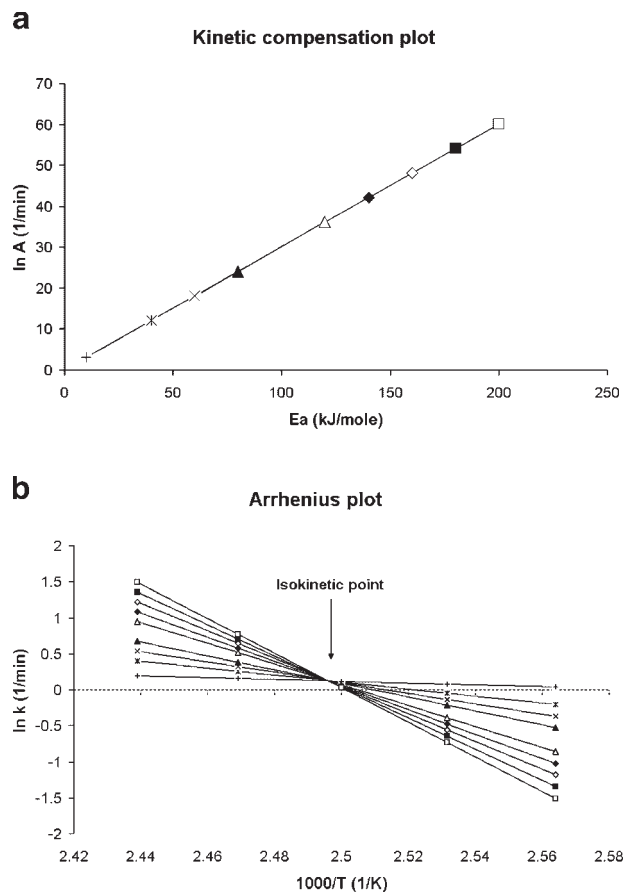 a
Kinetic compensation plot
70
60
50
40
30
20
10
0
ln A (1/min)
0 50 100 150 200 250
Ea (kJ/mole)
b
Arrhenius plot
2
1.5
1
0.5
0
-0.5
-1
-1.5
-2
ln k (1/min)
Isokinetic point
2.42 2.44 2.46 2.48 2.5 2.52 2.54 2.56 2.58
1000/T (1/K)